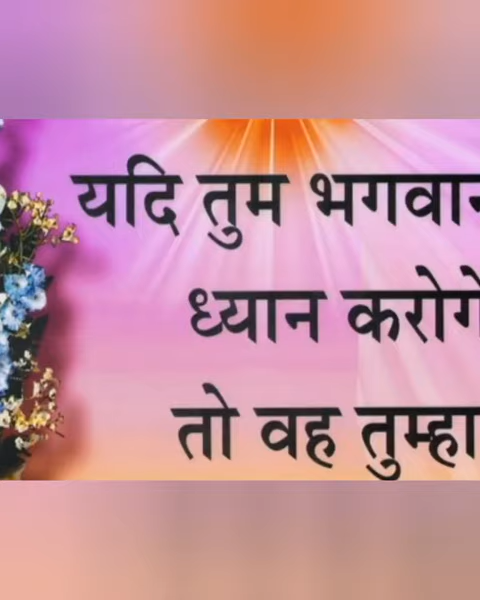 यदि तुम भगवान
ध्यान करोगे
तो वह तुम्हा